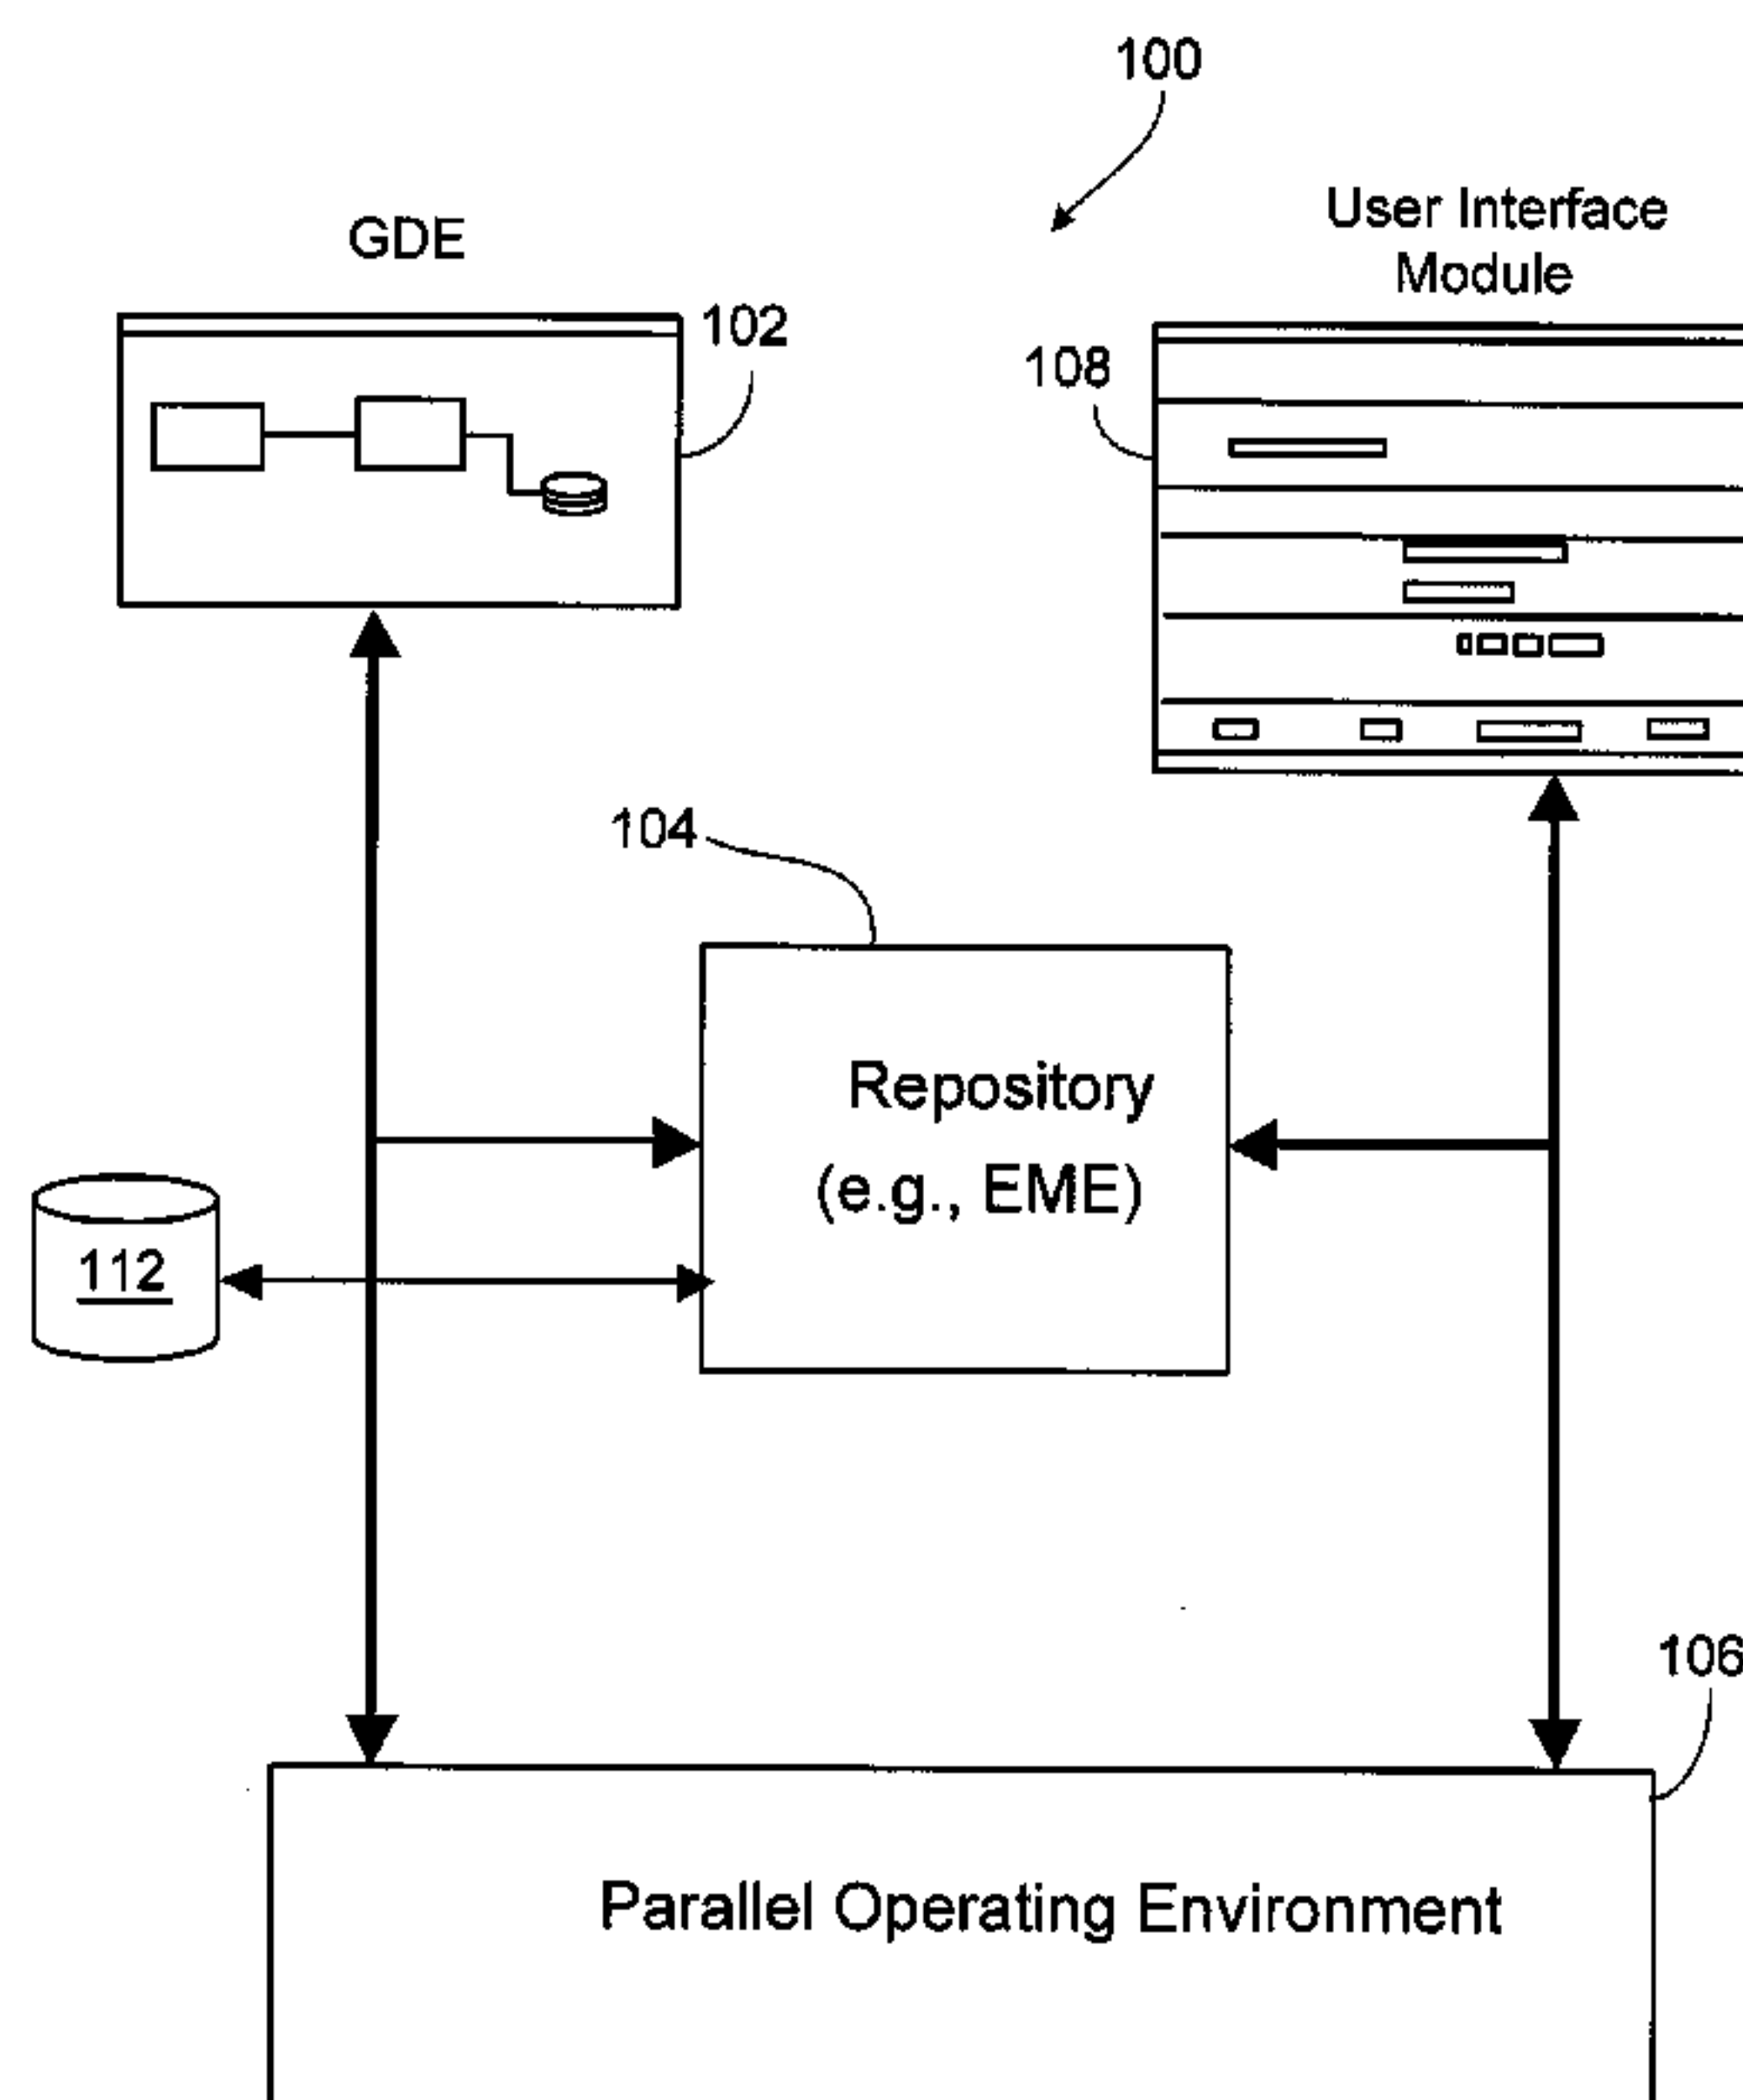 100
GDE
User Interface
Module
102
108
104
Repository
(e.g., EME)
112
106
Parallel Operating Environment